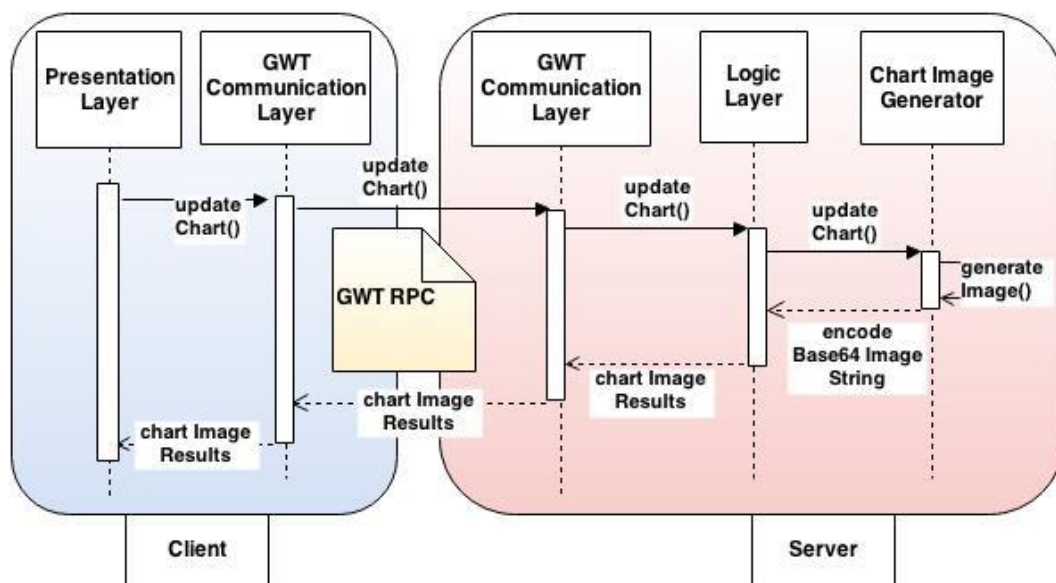 Presentation
Layer
GWT
Communication
Layer
GWT
Communication
Layer
Logic
Layer
Chart Image
Generator
update
Chart()
update
Chart()
update
Chart()
update
Chart()
generate
Image()
GWT RPC
encode
Base64 Image
String
chart Image
Results
chart Image
Results
chart Image
Results
Client
Server